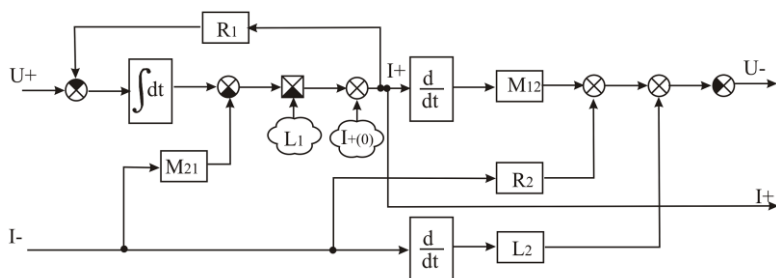 R1
U+
∫dt
I+
d
dt
M12
U-
L1
I+(0)
M21
R2
I+
I-
d
dt
L2